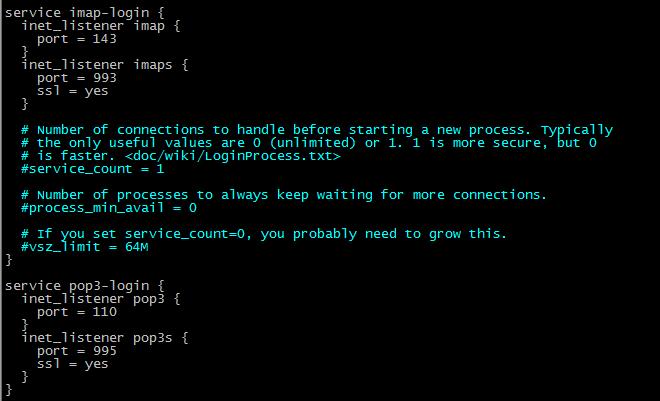 service imap-login {
  inet_listener imap {
    port = 143
  }
  inet_listener imaps {
    port = 993
    ssl = yes
  }

  # Number of connections to handle before starting a new process. Typically
  # the only useful values are 0 (unlimited) or 1. 1 is more secure, but 0
  # is faster. <doc/wiki/LoginProcess.txt>
  #service_count = 1

  # Number of processes to always keep waiting for more connections.
  #process_min_avail = 0

  # If you set service_count=0, you probably need to grow this.
  #vsz_limit = 64M
}

service pop3-login {
  inet_listener pop3 {
    port = 110
  }
  inet_listener pop3s {
    port = 995
    ssl = yes
  }
}